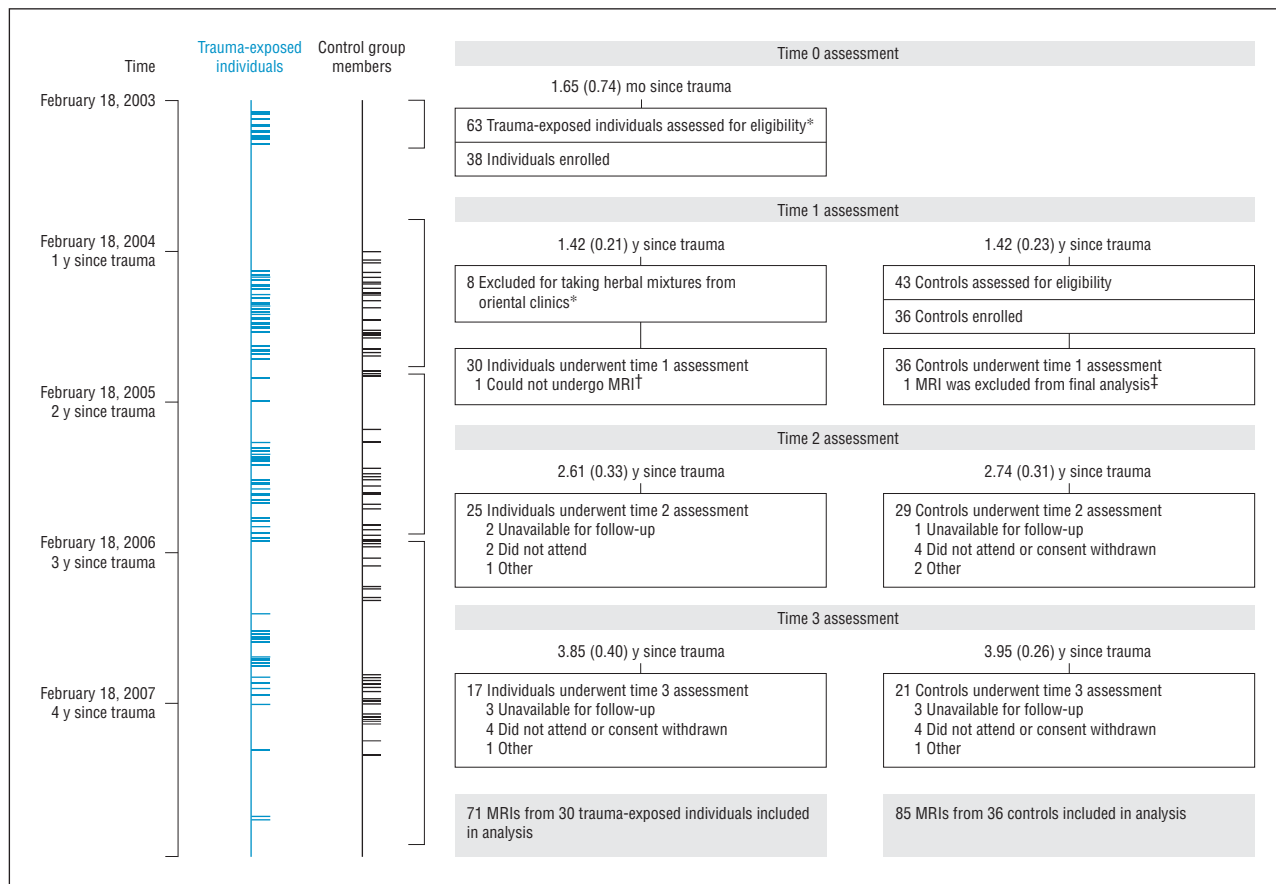 Time
Trauma-exposed
individuals
Control group
members
February 18, 2003
February 18, 2004
1 y since trauma
February 18, 2005
2 y since trauma
February 18, 2006
3 y since trauma
February 18, 2007
4 y since trauma
Time 0 assessment
1.65 (0.74) mo since trauma
63 Trauma-exposed individuals assessed for eligibility*
38 Individuals enrolled
Time 1 assessment
1.42 (0.21) y since trauma
8 Excluded for taking herbal mixtures from
oriental clinics*
30 Individuals underwent time 1 assessment
1 Could not undergo MRI†
1.42 (0.23) y since trauma
43 Controls assessed for eligibility
36 Controls enrolled
36 Controls underwent time 1 assessment
1 MRI was excluded from final analysis‡
Time 2 assessment
2.61 (0.33) y since trauma
25 Individuals underwent time 2 assessment
2 Unavailable for follow-up
2 Did not attend
1 Other
2.74 (0.31) y since trauma
29 Controls underwent time 2 assessment
1 Unavailable for follow-up
4 Did not attend or consent withdrawn
2 Other
Time 3 assessment
3.85 (0.40) y since trauma
17 Individuals underwent time 3 assessment
3 Unavailable for follow-up
4 Did not attend or consent withdrawn
1 Other
3.95 (0.26) y since trauma
21 Controls underwent time 3 assessment
3 Unavailable for follow-up
4 Did not attend or consent withdrawn
1 Other
71 MRIs from 30 trauma-exposed individuals included
in analysis
85 MRIs from 36 controls included in analysis